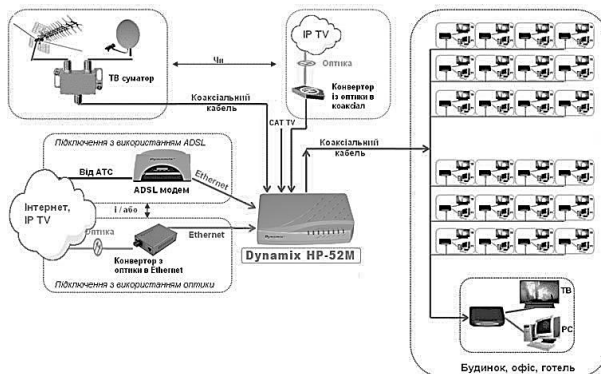 IP TV
Чи
Оптика
ТВ суматор
Конвертор
із оптики в
коаксіал
Коаксіальний
кабель
CAT TV
Коаксіальний
кабель
Підключення з використанням ADSL
Від АТС
ADSL модем
Ethernet
Інтернет,
IP TV
і / або
Оптика
Ethernet
Конвертор з
оптики в Ethernet
Підключення з використанням оптики
Dynamix HP-52M
ТВ
PC
Будинок, офіс, готель